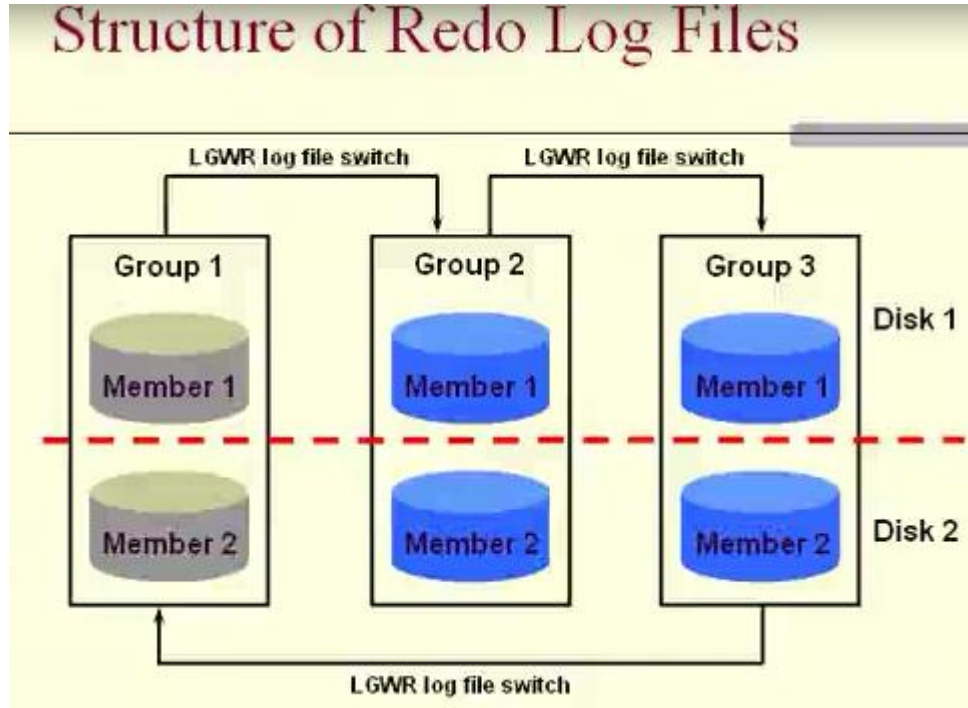 Structure of Redo Log Files
LGWR log file switch
LGWR log file switch
Group 1
Group 2
Group 3
Disk 1
Member 1
Member 1
Member 1
Member 2
Member 2
Member 2
Disk 2
LGWR log file switch